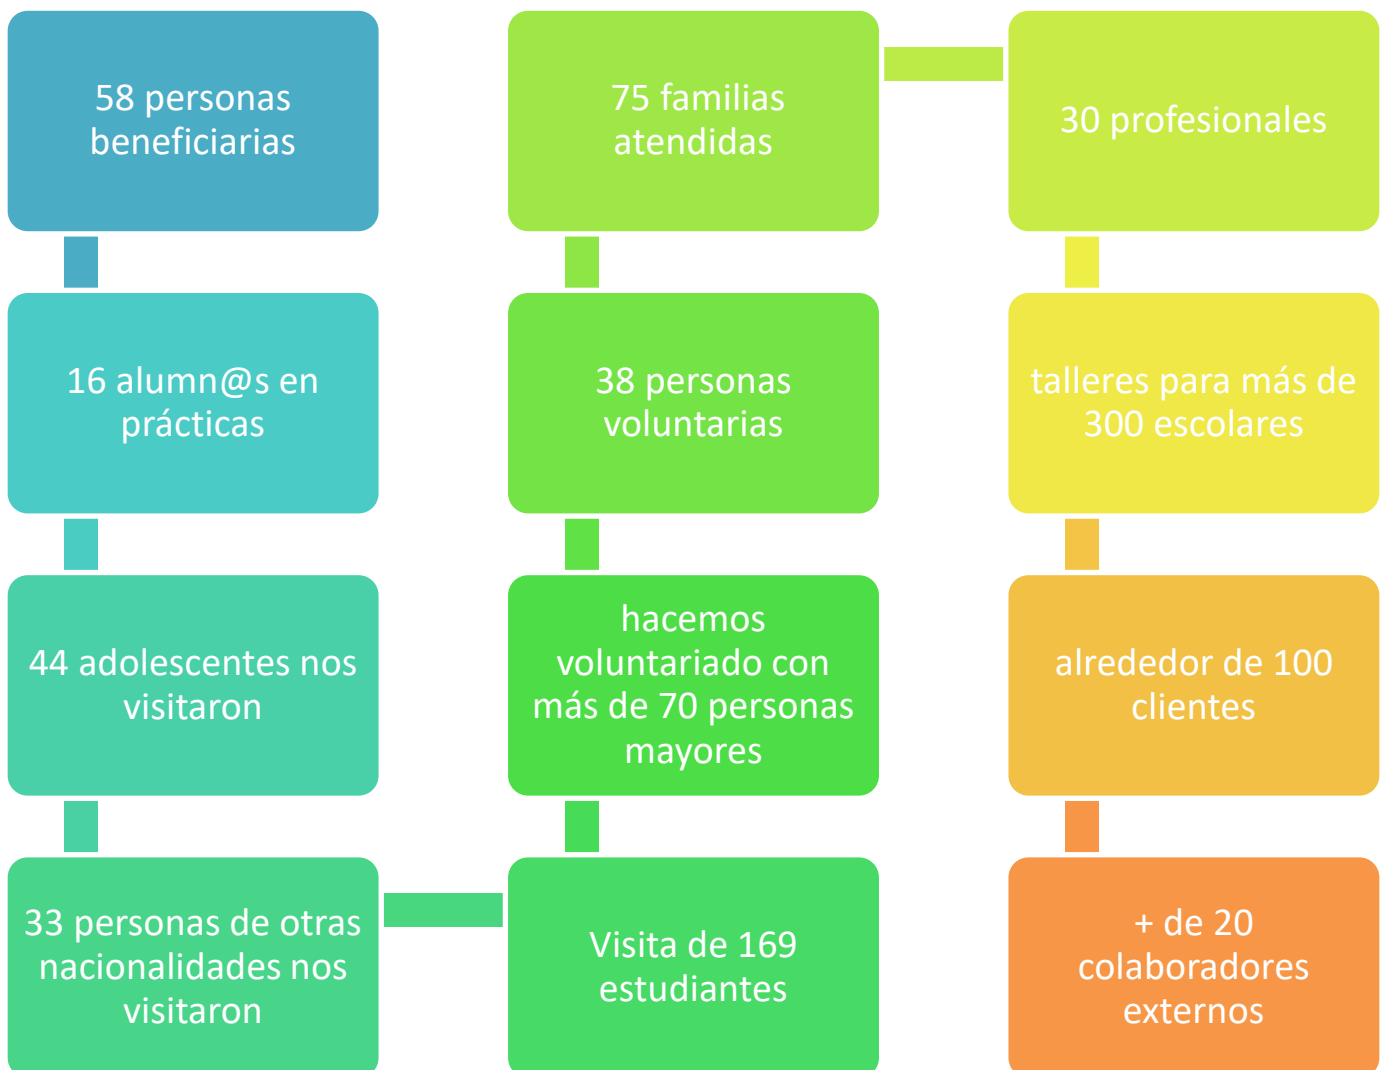 58 personas
beneficiarias
16 alumn@s en
prácticas
44 adolescentes nos
visitaron
33 personas de otras
nacionalidades nos
visitaron
Visita de 169
estudiantes
hacemos
voluntariado con
más de 70 personas
mayores
38 personas
voluntarias
75 familias
atendidas
30 profesionales
talleres para más de
300 escolares
alrededor de 100
clientes
+ de 20
colaboradores
externos